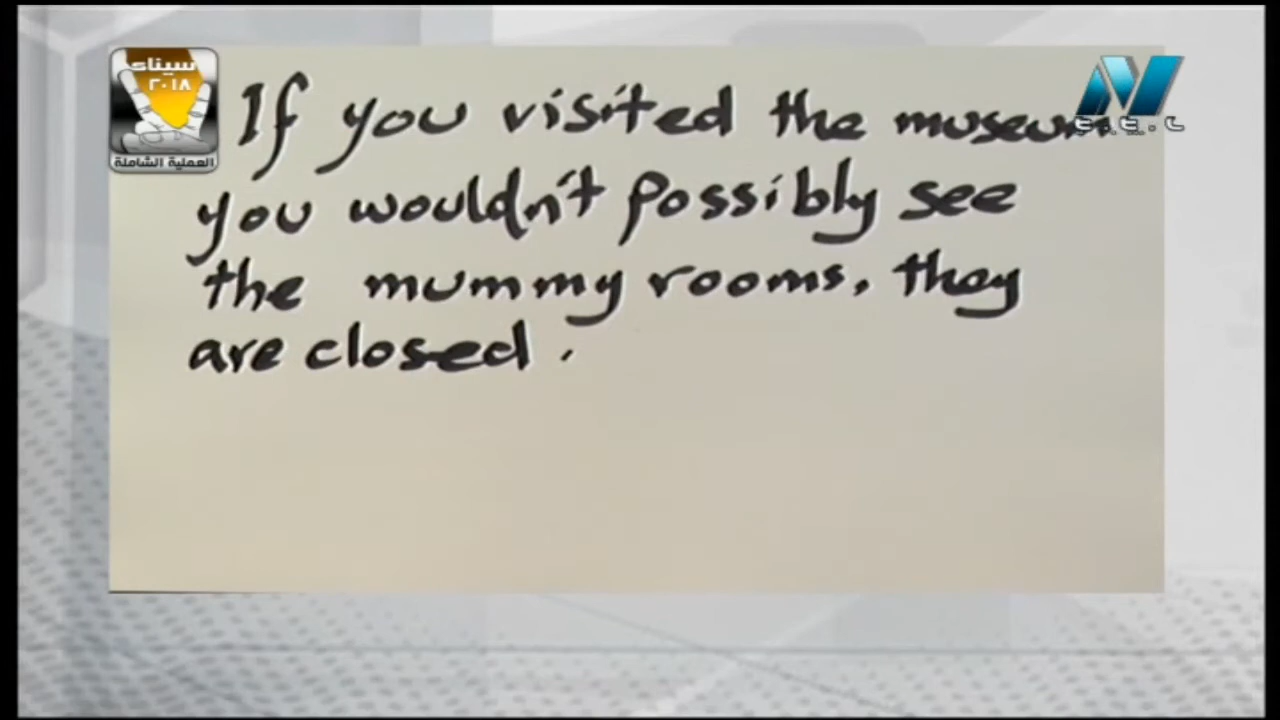 سيناء
٢٠١٨
العملية الشاملة
If you visited the museum
you wouldn't possibly see
the mummy rooms. they
are closed.